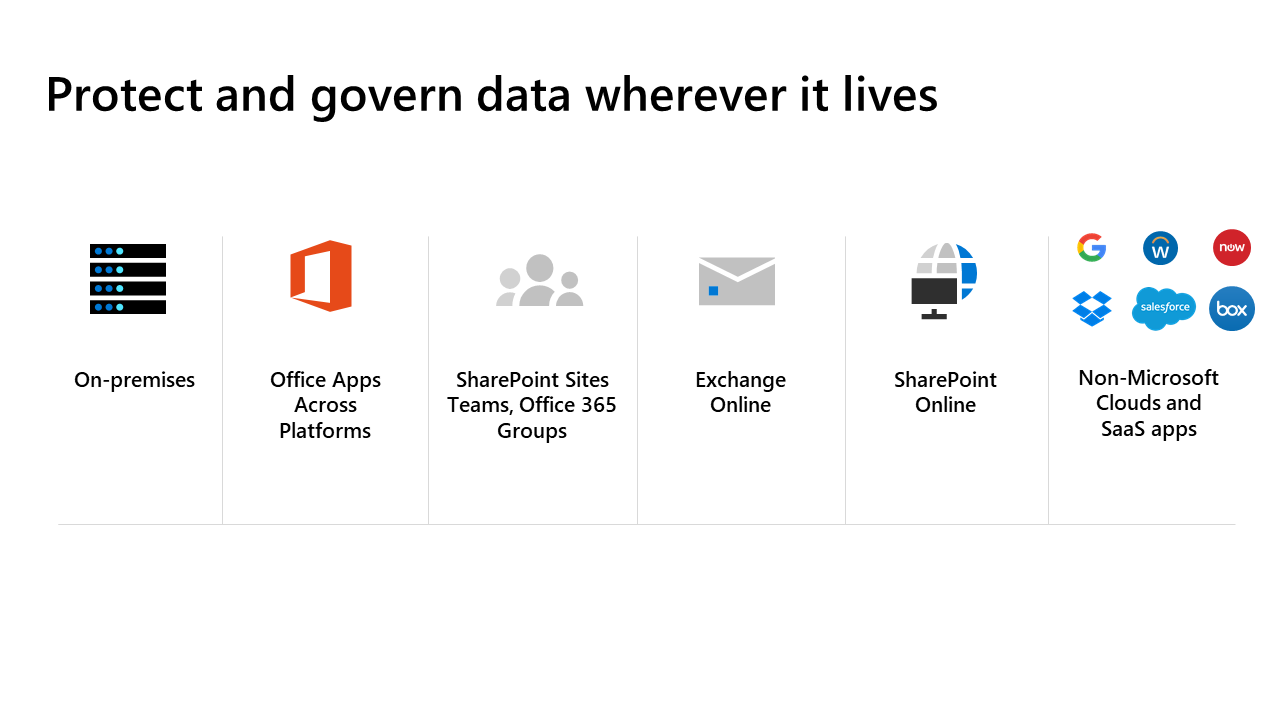 Protect and govern data wherever it lives
G
W
now
salesforce
box
On-premises
Office Apps
Across
Platforms
SharePoint Sites
Teams, Office 365
Groups
Exchange
Online
SharePoint
Online
Non-Microsoft
Clouds and
SaaS apps